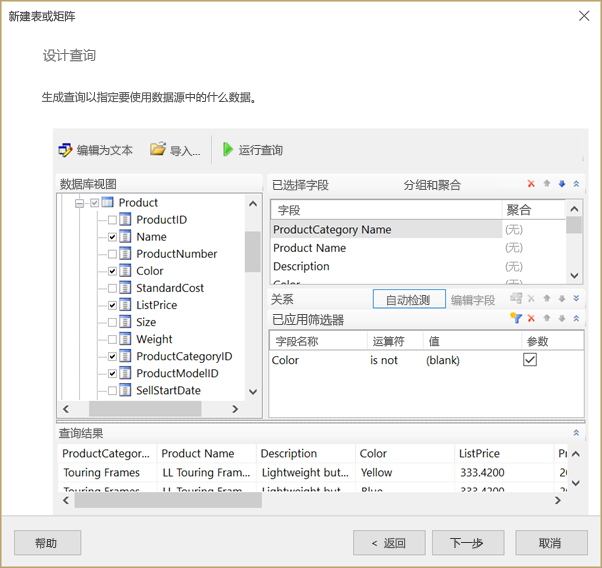 新建表或矩阵
设计查询
生成查询以指定要使用数据源中的什么数据。
编辑为文本 导入... 运行查询
数据库视图
Product
ProductID
Name
ProductNumber
Color
StandardCost
ListPrice
Size
Weight
ProductCategoryID
ProductModelID
SellStartDate
已选择字段 分组和聚合
字段 聚合
ProductCategory Name (无)
Product Name (无)
Description (无)
Color (无)
关系 自动检测 编辑字段
已应用筛选器
字段名称 运算符 值 参数
Color is not (blank)
查询结果
ProductCategor... Product Name Description Color ListPrice
Touring Frames LL Touring Fram... Lightweight but... Yellow 333.4200
Touring Frames LL Touring Fram... Lightweight but... Blue 333.4200
帮助 < 返回 下一步 取消